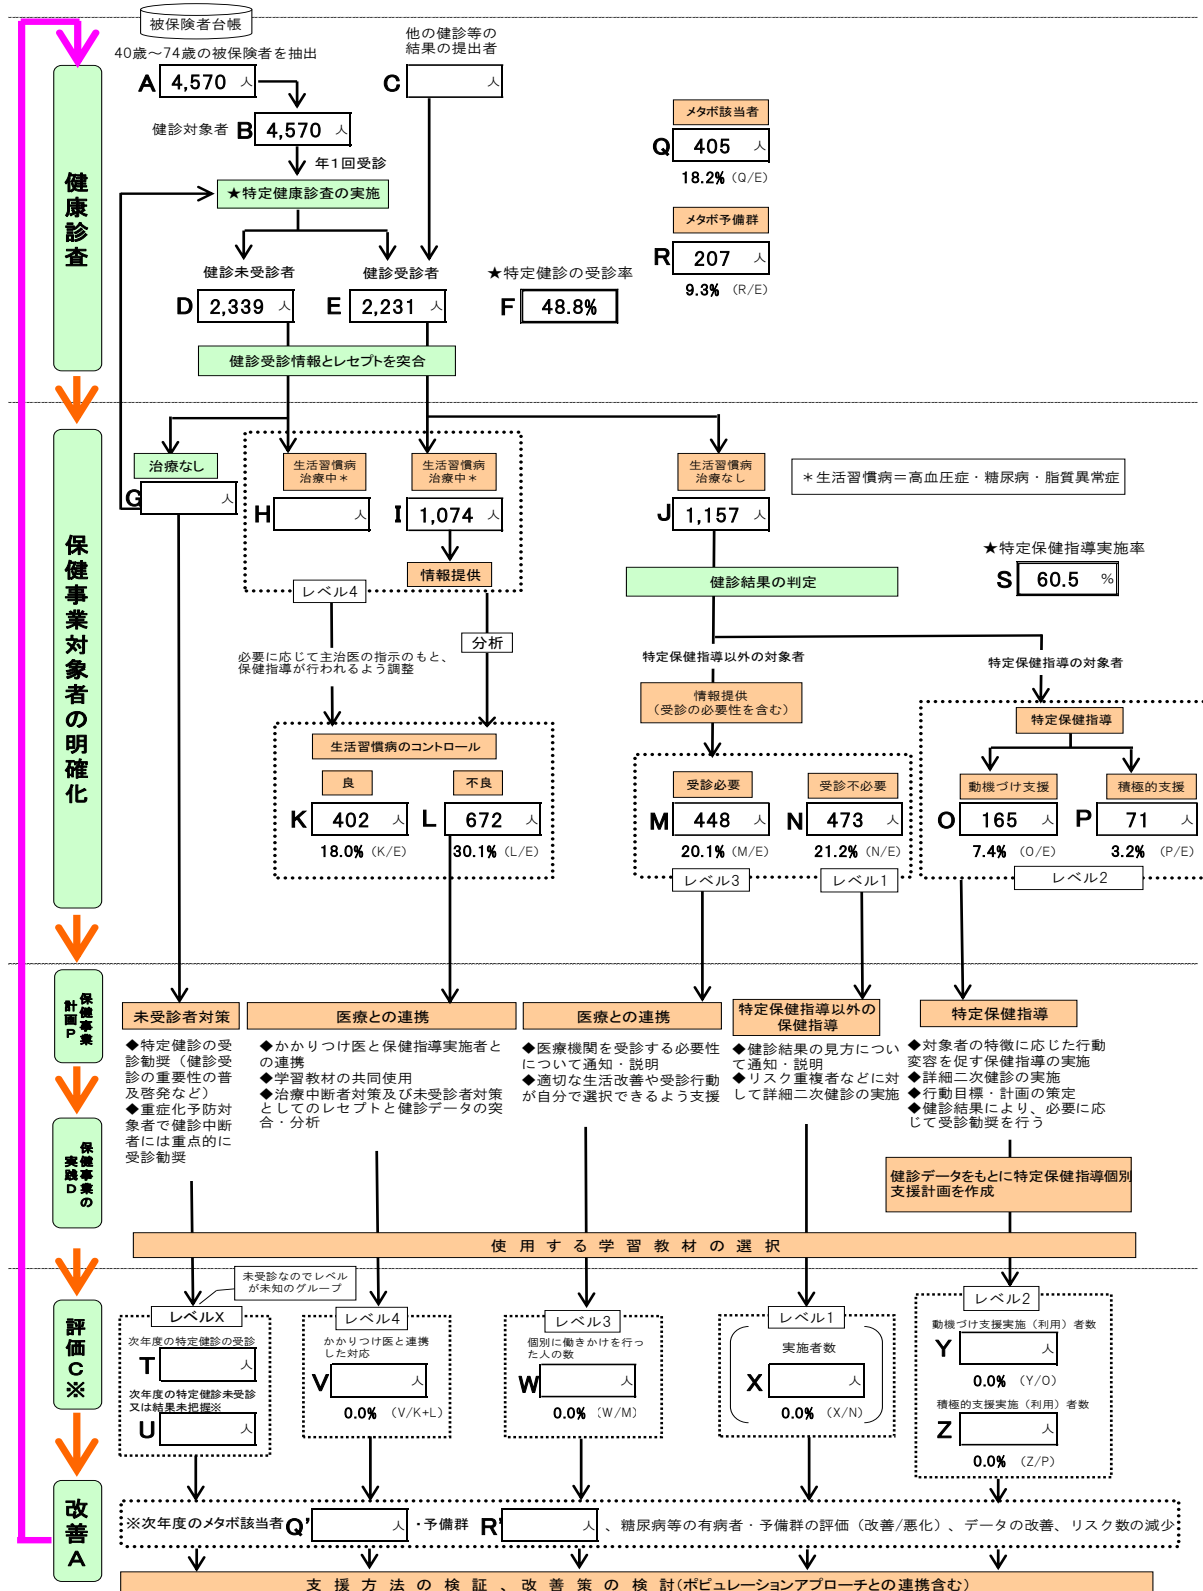 被保険者台帳
40歳～74歳の被保険者を抽出
A 4,570 人
他の健診等の
結果の提出者
C 人
健診対象者 B 4,570 人
年1回受診
★特定健康診査の実施
メタボ該当者
Q 405 人
18.2% (Q/E)
メタボ予備群
R 207 人
9.3% (R/E)
健康診査
健診未受診者
D 2,339 人
健診受診者
E 2,231 人
★特定健診の受診率
F 48.8%
健診受診情報とレセプトを突合
保健事業対象者の明確化
治療なし
G 人
生活習慣病
治療中＊
H 人
生活習慣病
治療中＊
I 1,074 人
情報提供
レベル4
生活習慣病
治療なし
J 1,157 人
＊生活習慣病＝高血圧症・糖尿病・脂質異常症
★特定保健指導実施率
S 60.5 %
健診結果の判定
分析
必要に応じて主治医の指示のもと、
保健指導が行われるよう調整
特定保健指導以外の対象者
特定保健指導の対象者
情報提供
（受診の必要性を含む）
生活習慣病のコントロール
良
K 402 人
18.0% (K/E)
不良
L 672 人
30.1% (L/E)
受診必要
M 448 人
20.1% (M/E)
レベル3
受診不必要
N 473 人
21.2% (N/E)
レベル1
特定保健指導
動機づけ支援
O 165 人
7.4% (O/E)
積極的支援
P 71 人
3.2% (P/E)
レベル2
保健事業
計画P
未受診者対策
◆特定健診の受
診勧奨（健診受
診の重要性の普
及啓発など）
◆重症化予防対
象者で健診中断
者には重点的に
受診勧奨
医療との連携
◆かかりつけ医と保健指導実施者と
の連携
◆学習教材の共同使用
◆治療中断者対策及び未受診者対策
としてのレセプトと健診データの突
合・分析
医療との連携
◆医療機関を受診する必要性
について通知・説明
◆適切な生活改善や受診行動
が自分で選択できるよう支援
特定保健指導以外の
保健指導
◆健診結果の見方につい
て通知・説明
◆リスク重複者などに対
して詳細二次健診の実施
特定保健指導
◆対象者の特徴に応じた行動
変容を促す保健指導の実施
◆詳細二次健診の実施
◆行動目標・計画の策定
◆健診結果により、必要に応
じて受診勧奨を行う
保健事業の
実践D
健診データをもとに特定保健指導個別
支援計画を作成
使用する学習教材の選択
評価C※
未受診なのでレベル
が未知のグループ
レベルX
次年度の特定健診の受診
T 人
次年度の特定健診未受診
又は結果未把握※
U 人
レベル4
かかりつけ医と連携
した対応
V 人
0.0% (V/K+L)
レベル3
個別に働きかけを行っ
た人の数
W 人
0.0% (W/M)
レベル1
実施者数
X 人
0.0% (X/N)
レベル2
動機づけ支援実施（利用）者数
Y 人
0.0% (Y/O)
積極的支援実施（利用）者数
Z 人
0.0% (Z/P)
改善A
※次年度のメタボ該当者 Q' 人 ・予備群 R' 人 、糖尿病等の有病者・予備群の評価（改善/悪化）、データの改善、リスク数の減少
支援方法の検証、改善策の検討(ポピュレーションアプローチとの連携含む)